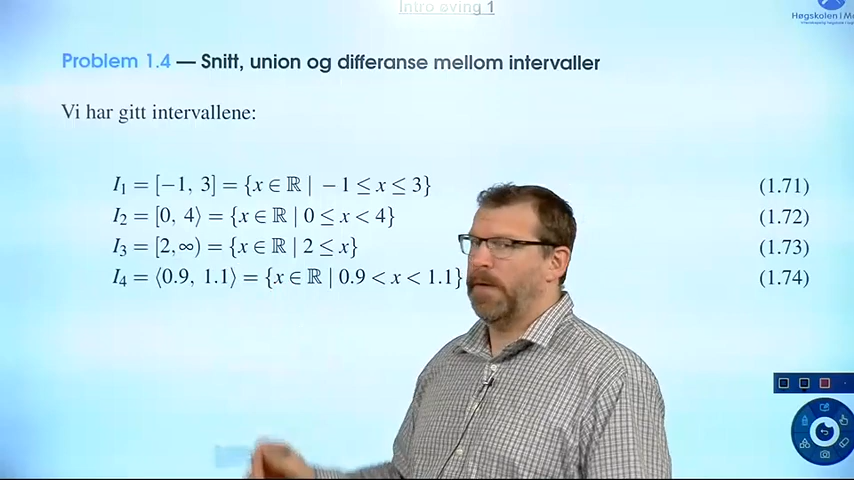 Intro øving 1
Problem 1.4 — Snitt, union og differanse mellom intervaller
Vi har gitt intervallene:
I₁ = [−1, 3] = {x ∈ ℝ | −1 ≤ x ≤ 3} (1.71)
I₂ = [0, 4⟩ = {x ∈ ℝ | 0 ≤ x < 4} (1.72)
I₃ = [2,∞) = {x ∈ ℝ | 2 ≤ x} (1.73)
I₄ = ⟨0.9, 1.1⟩ = {x ∈ ℝ | 0.9 < x < 1.1} (1.74)